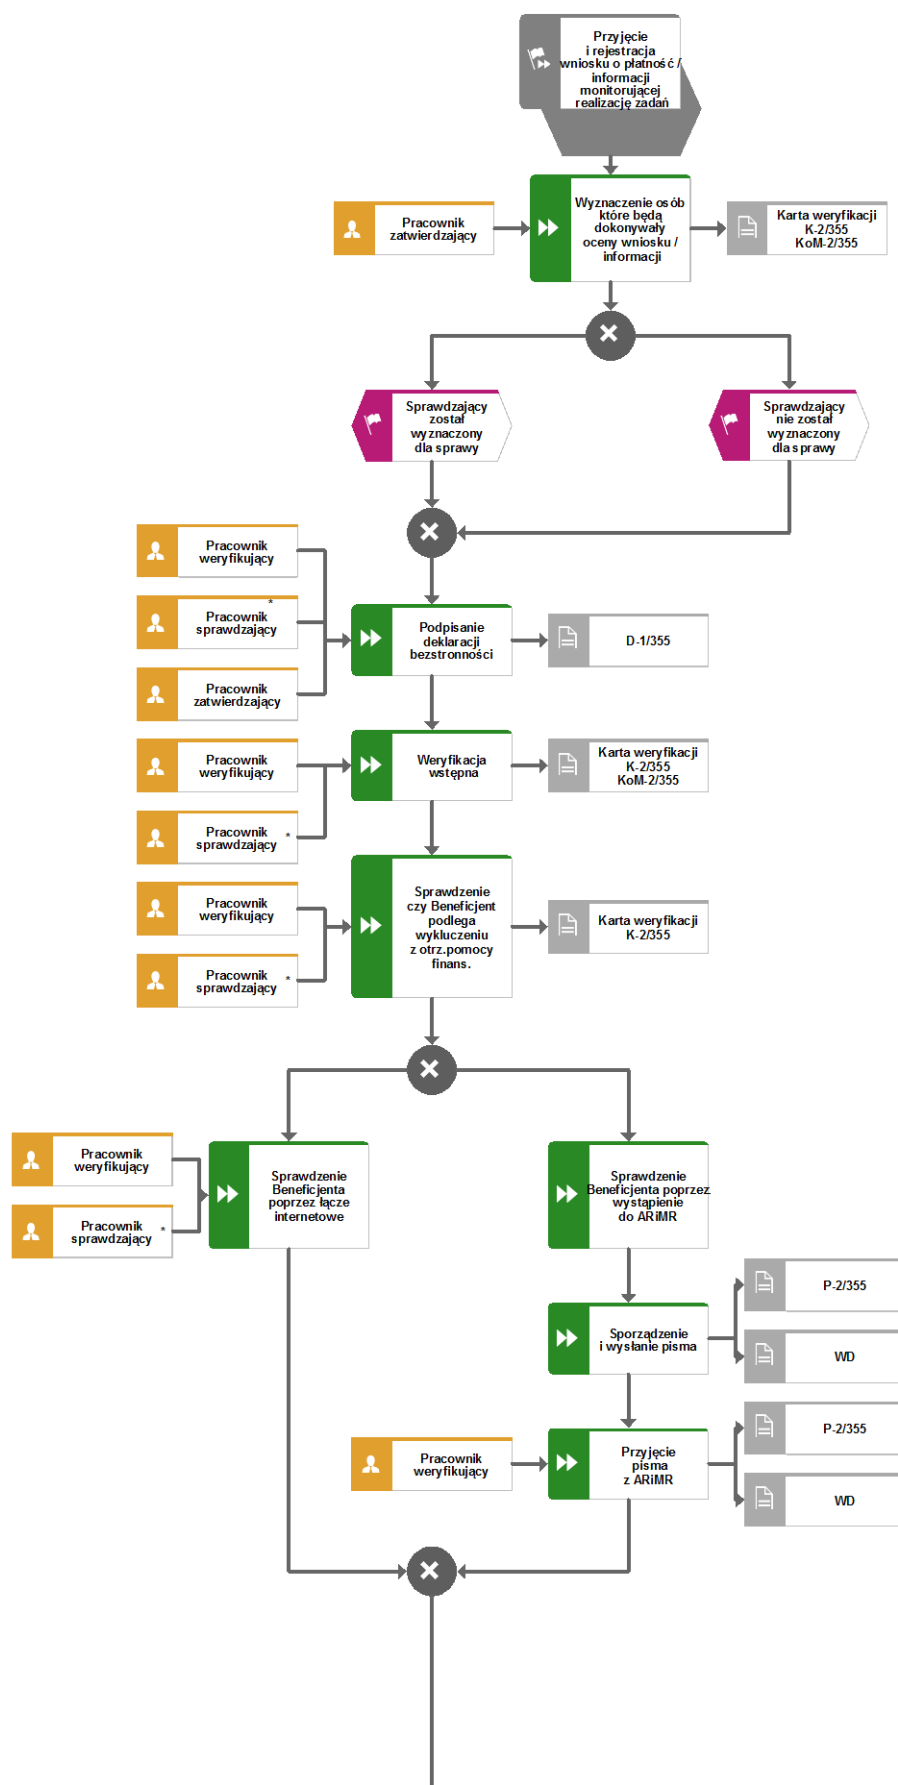 Przyjęcie
i rejestracja
wniosku o płatność /
informacji
monitorującej
realizację zadań
Pracownik
zatwierdzający
Wyznaczenie osób
które będą
dokonywały
oceny wniosku /
informacji
Karta weryfikacji
K-2/355
KoM-2/355
Sprawdzający
został
wyznaczony
dla sprawy
Sprawdzający
nie został
wyznaczony
dla sprawy
Pracownik
weryfikujący
*
Pracownik
sprawdzający
Pracownik
zatwierdzający
Podpisanie
deklaracji
bezstronności
D-1/355
Pracownik
weryfikujący
Pracownik
sprawdzający *
Weryfikacja
wstępna
Karta weryfikacji
K-2/355
KoM-2/355
Pracownik
weryfikujący
Pracownik
sprawdzający *
Sprawdzenie
czy Beneficjent
podlega
wykluczeniu
z otrz.pomocy
finans.
Karta weryfikacji
K-2/355
Pracownik
weryfikujący
Pracownik
sprawdzający *
Sprawdzenie
Beneficjenta
poprzez łącze
internetowe
Sprawdzenie
Beneficjenta poprzez
wystąpienie
do ARiMR
Sporządzenie
i wysłanie pisma
P-2/355
WD
Pracownik
weryfikujący
Przyjęcie
pisma
z ARiMR
P-2/355
WD